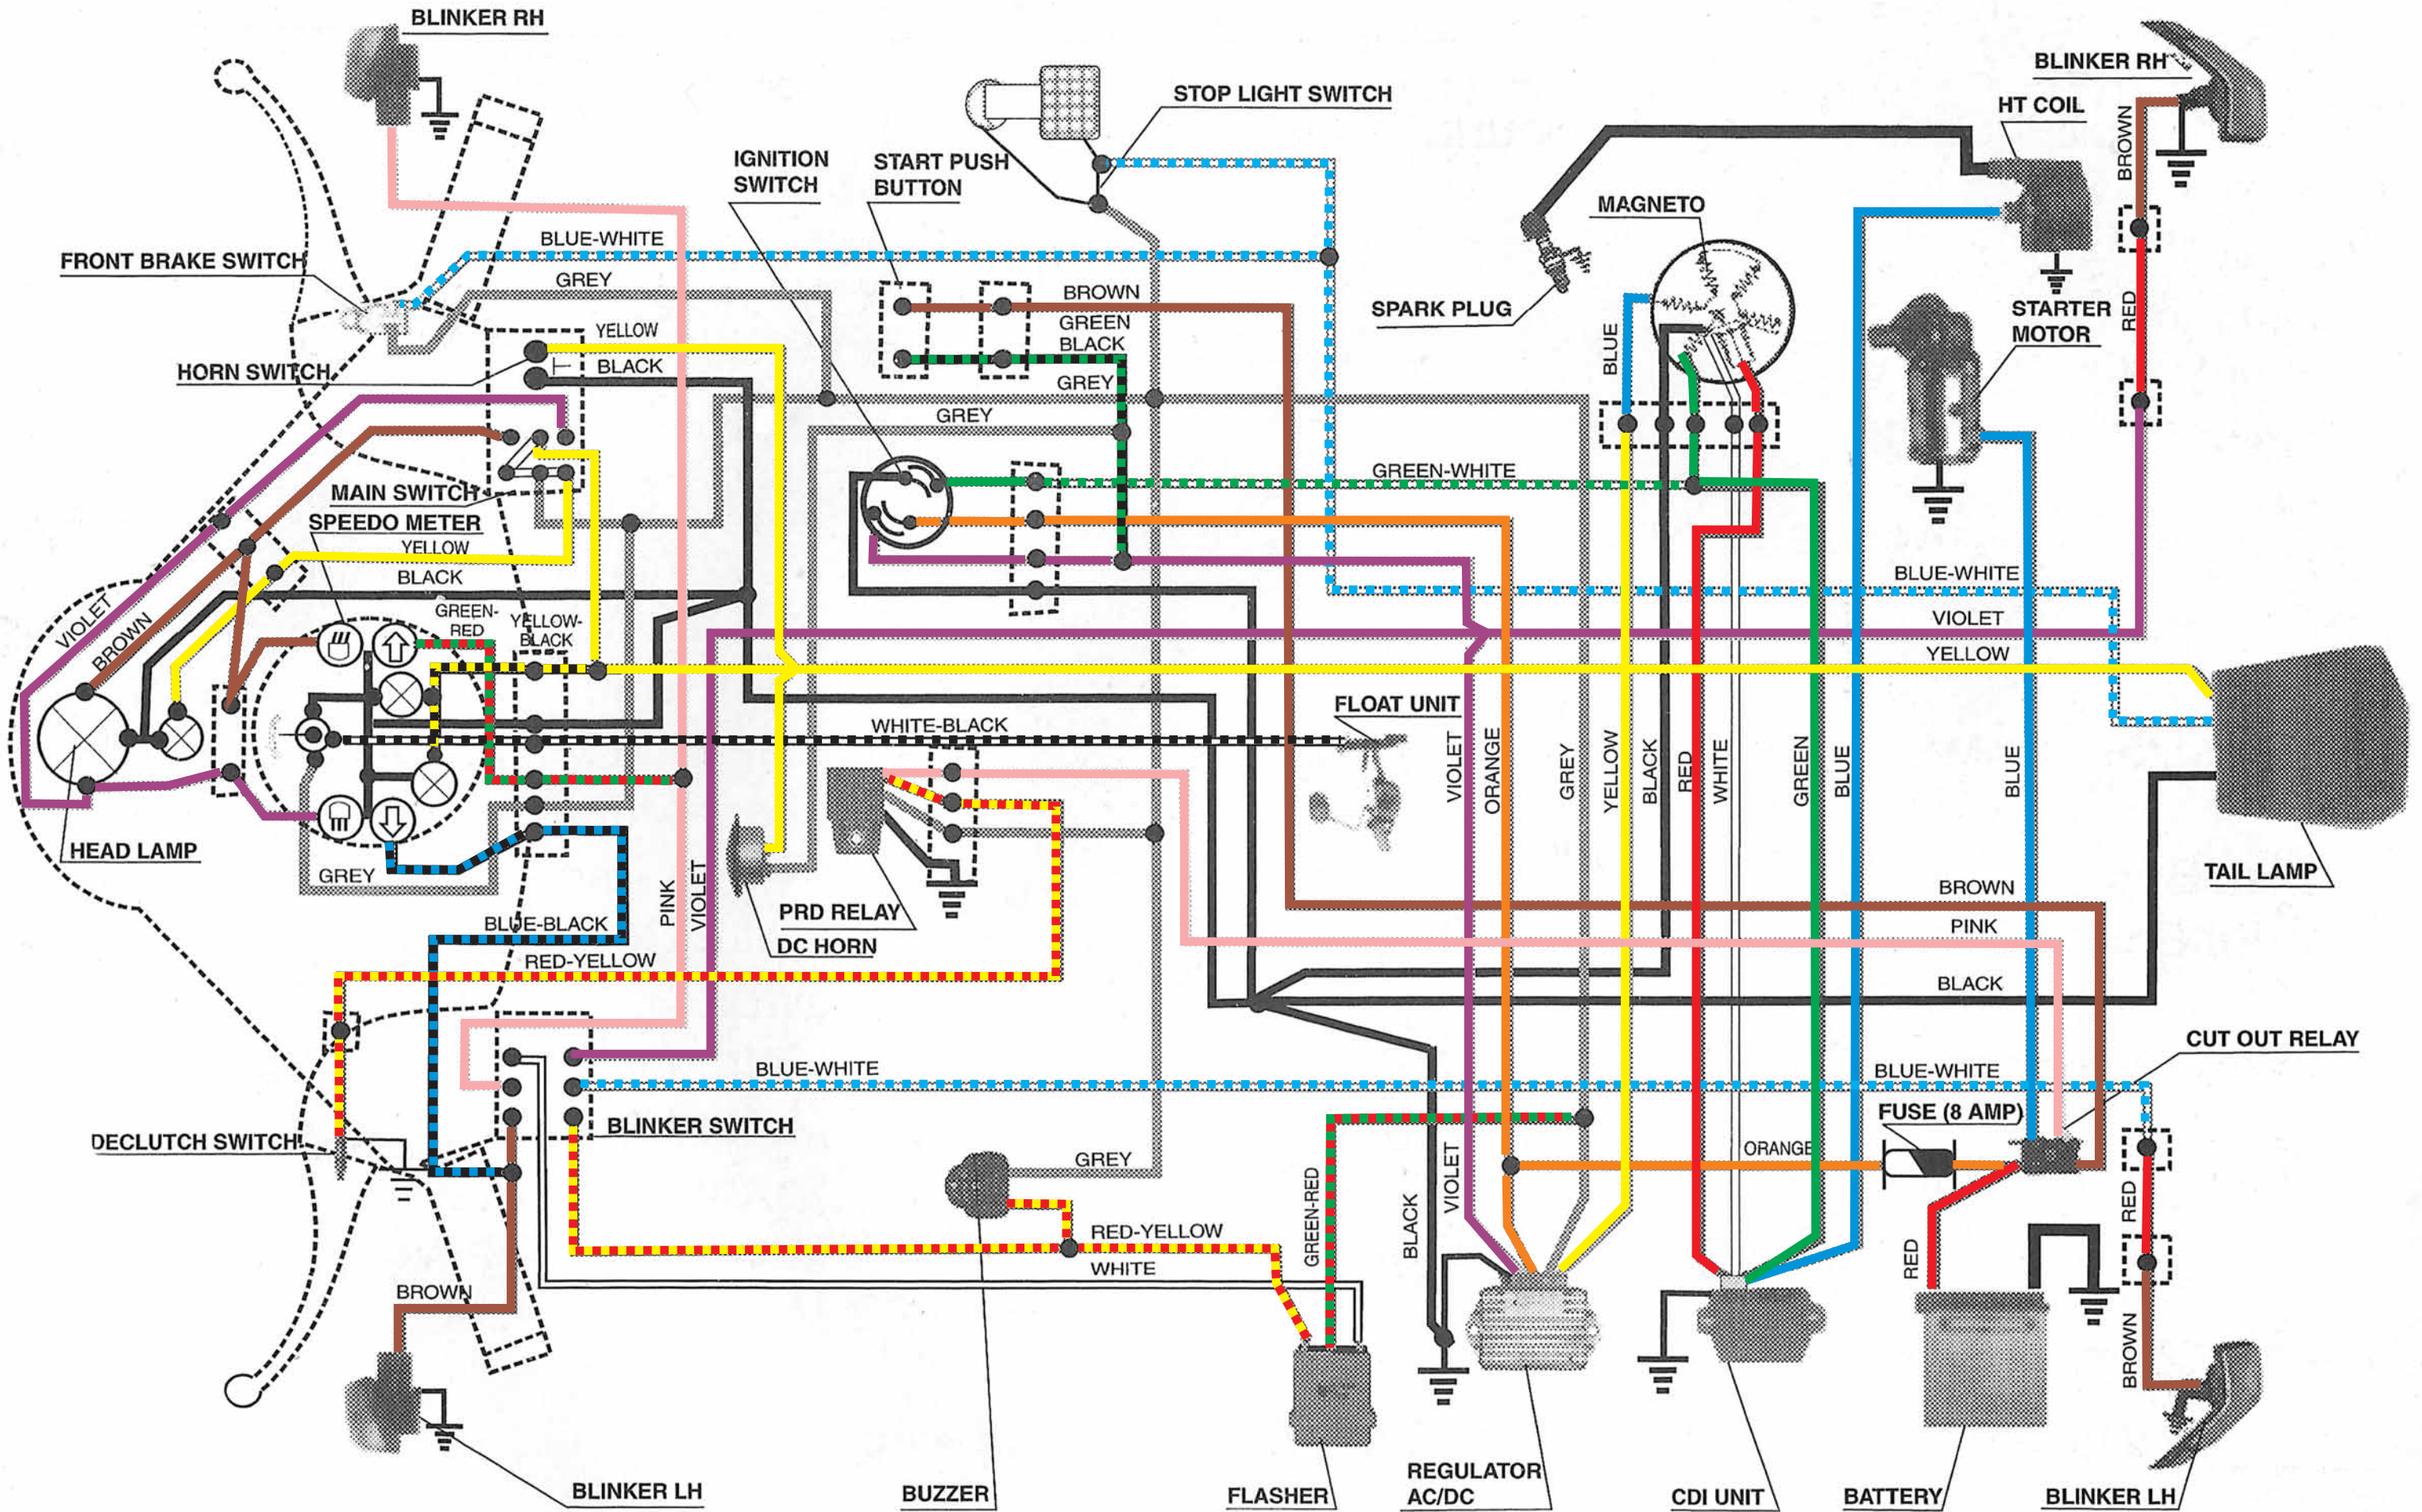 BLINKER RH
STOP LIGHT SWITCH
BLINKER RH
HT COIL
BROWN
IGNITION
SWITCH
START PUSH
BUTTON
MAGNETO
BLUE-WHITE
FRONT BRAKE SWITCH
GREY
BROWN
SPARK PLUG
STARTER
MOTOR
RED
YELLOW
GREEN
BLACK
BLUE
HORN SWITCH
BLACK
GREY
GREY
GREEN-WHITE
MAIN SWITCH
SPEEDO METER
YELLOW
BLACK
BLUE-WHITE
VIOLET
BROWN
GREEN-
RED
YELLOW-
BLACK
VIOLET
YELLOW
FLOAT UNIT
WHITE-BLACK
VIOLET
ORANGE
GREY
YELLOW
BLACK
RED
WHITE
GREEN
BLUE
BLUE
HEAD LAMP
TAIL LAMP
GREY
PINK
VIOLET
BROWN
PRD RELAY
BLUE-BLACK
PINK
DC HORN
RED-YELLOW
BLACK
CUT OUT RELAY
BLUE-WHITE
BLUE-WHITE
FUSE (8 AMP)
BLINKER SWITCH
DECLUTCH SWITCH
ORANGE
GREY
VIOLET
BLACK
GREEN-RED
RED
RED-YELLOW
RED
WHITE
BROWN
BROWN
BLINKER LH
BUZZER
FLASHER
REGULATOR
AC/DC
CDI UNIT
BATTERY
BLINKER LH